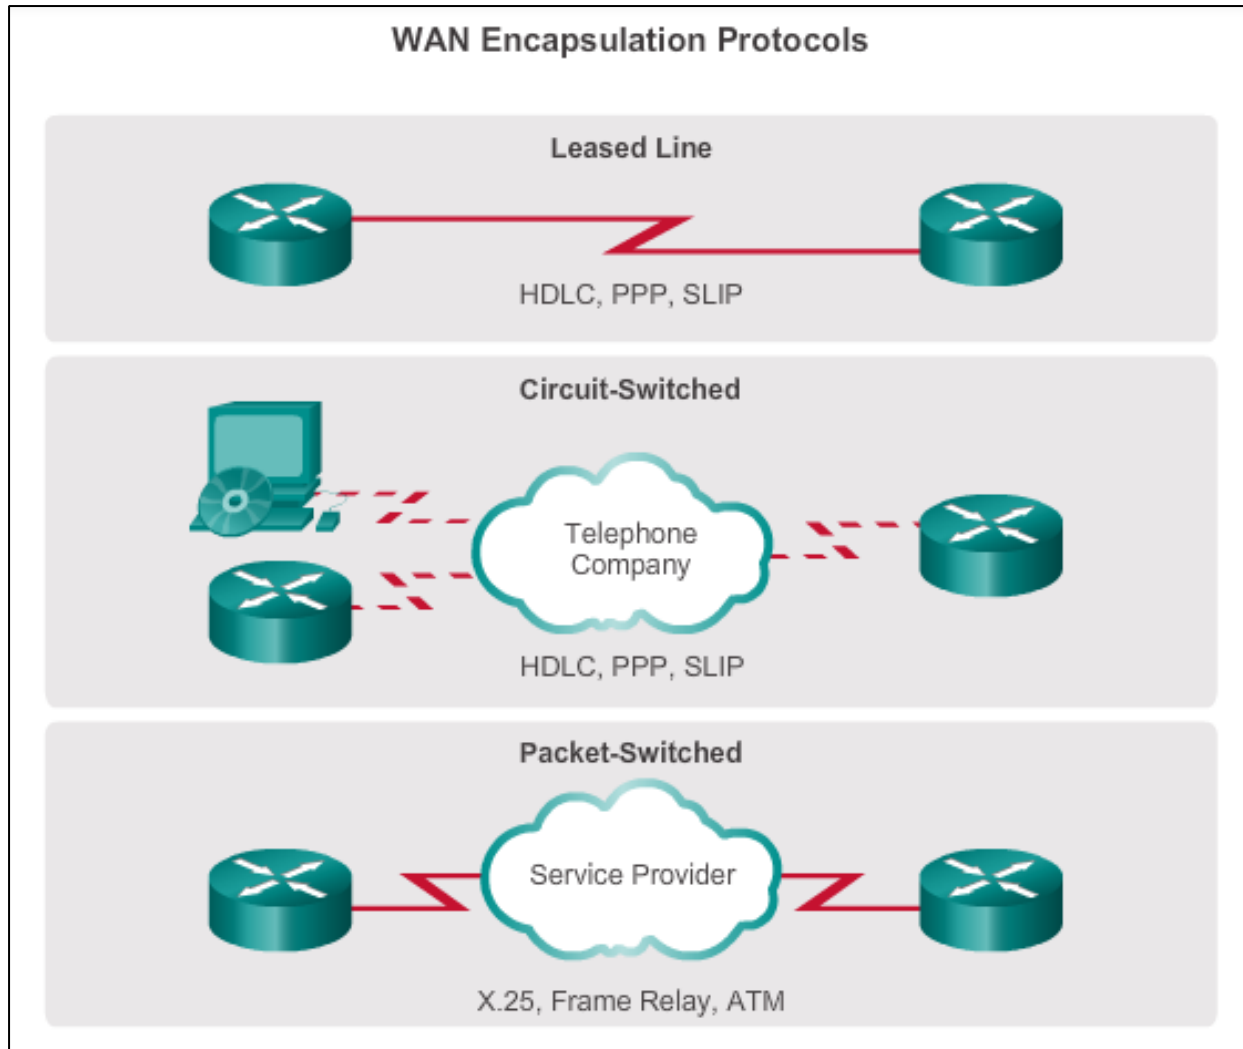 WAN Encapsulation Protocols
Leased Line
HDLC, PPP, SLIP
Circuit-Switched
Telephone
Company
HDLC, PPP, SLIP
Packet-Switched
Service Provider
X.25, Frame Relay, ATM